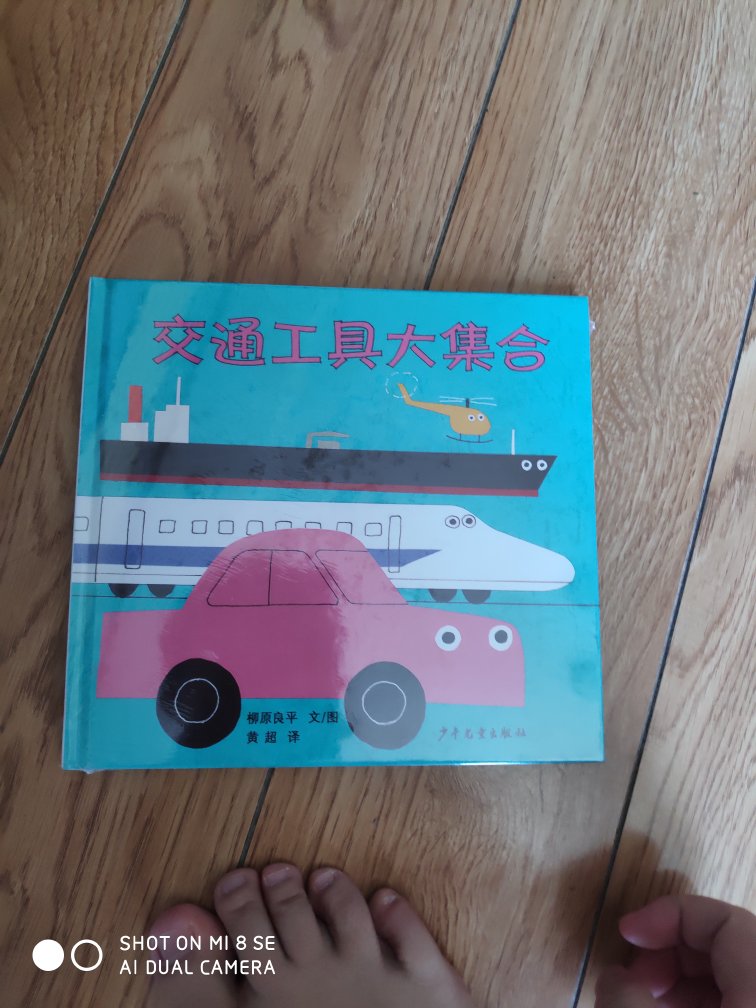 交通工具大集合
柳原良平 文/图
黄超 译
少年儿童出版社
SHOT ON MI 8 SE
AI DUAL CAMERA